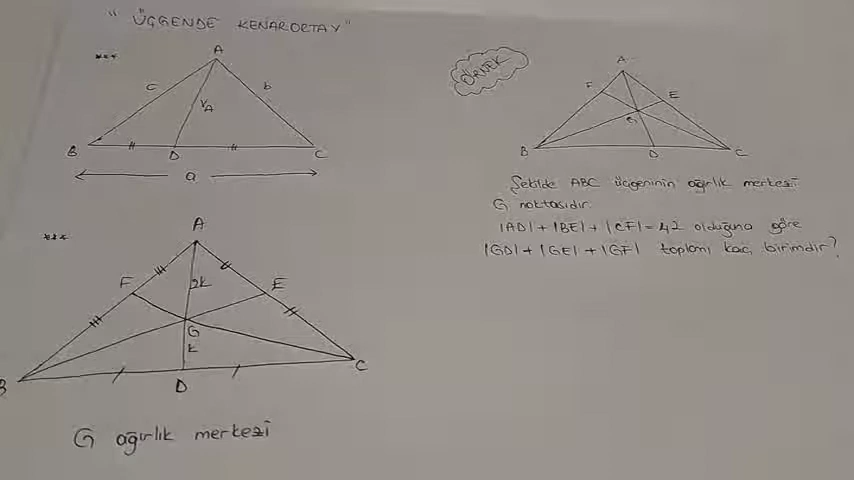 "ÜÇGENDE KENARORTAY"
***
A
c
b
VA
B
D
C
a
***
A
F
2k
E
G
k
B
D
C
G ağırlık merkezi
ÖRNEK
A
F
E
G
B
D
C
Şekilde ABC üçgeninin ağırlık merkezi
G noktasıdır.
|AD| + |BE| + |CF| = 42 olduğuna göre
|GD| + |GE| + |GF| toplamı kaç birimdir?